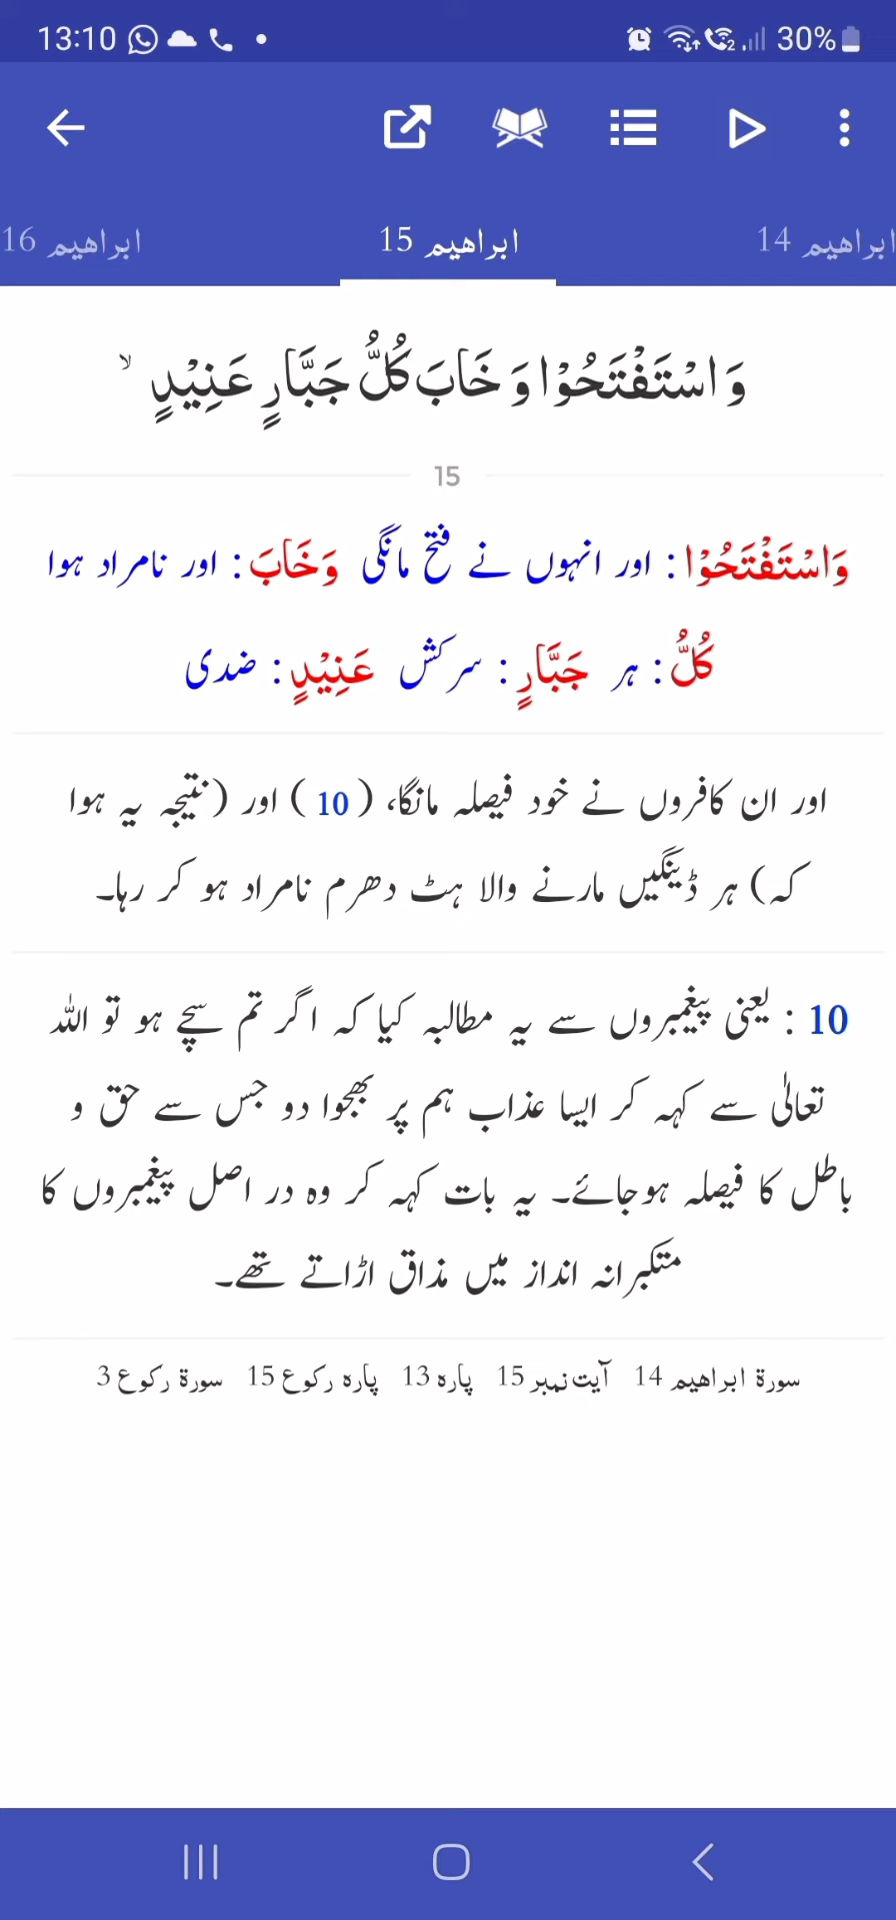 13:10 30%
ابراهيم 14 ابراهيم 15 ابراهيم 16
وَ اسْتَفْتَحُوْا وَ خَابَ كُلُّ جَبَّارٍ عَنِيْدٍ ۙ
15
وَاسْتَفْتَحُوْا : اور انہوں نے فتح مانگی وَخَابَ : اور نامراد ہوا
كُلُّ : ہر جَبَّارٍ : سرکش عَنِيْدٍ : ضدی
اور ان کافروں نے خود فیصلہ مانگا، (10) اور (نتیجہ یہ ہوا
کہ) ہر ڈینگیں مارنے والا ہٹ دھرم نامراد ہو کر رہا۔
10 : یعنی پیغمبروں سے یہ مطالبہ کیا کہ اگر تم سچے ہو تو اللہ
تعالیٰ سے کہہ کر ایسا عذاب ہم پر بھجوا دو جس سے حق و
باطل کا فیصلہ ہوجائے۔ یہ بات کہہ کر وہ در اصل پیغمبروں کا
متکبرانہ انداز میں مذاق اڑاتے تھے۔
سورۃ ابراھیم 14 آیت نمبر 15 پارہ 13 پارہ رکوع 15 سورۃ رکوع 3